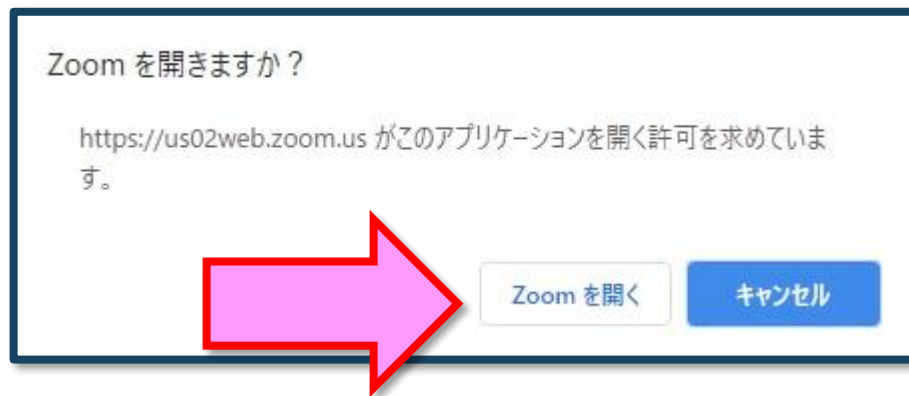 Zoom を開きますか？
https://us02web.zoom.us がこのアプリケーションを開く許可を求めていま
す。
Zoom を開く キャンセル